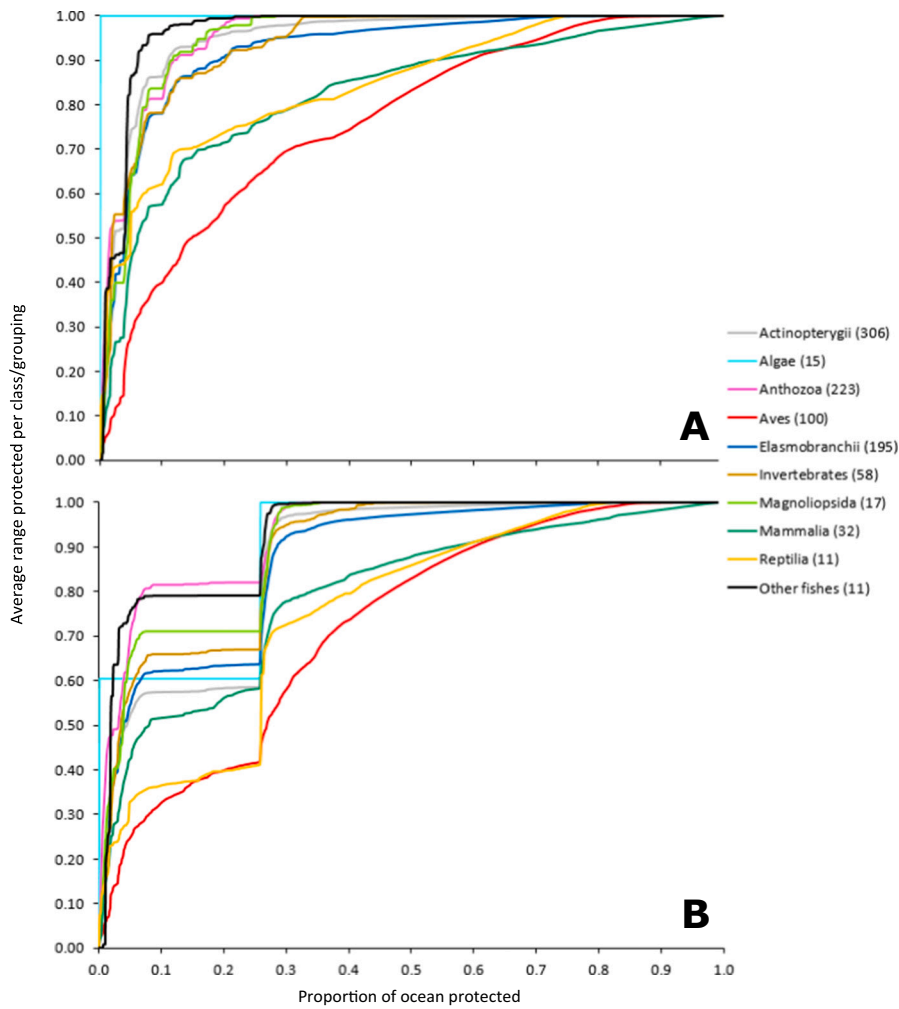 1.00
0.90
0.80
0.70
0.60
0.50
0.40
0.30
0.20
0.10
0.00
A
Average range protected per class/grouping
Actinopterygii (306)
Algae (15)
Anthozoa (223)
Aves (100)
Elasmobranchii (195)
Invertebrates (58)
Magnoliopsida (17)
Mammalia (32)
Reptilia (11)
Other fishes (11)
1.00
0.90
0.80
0.70
0.60
0.50
0.40
0.30
0.20
0.10
0.00
B
0.0 0.1 0.2 0.3 0.4 0.5 0.6 0.7 0.8 0.9 1.0
Proportion of ocean protected